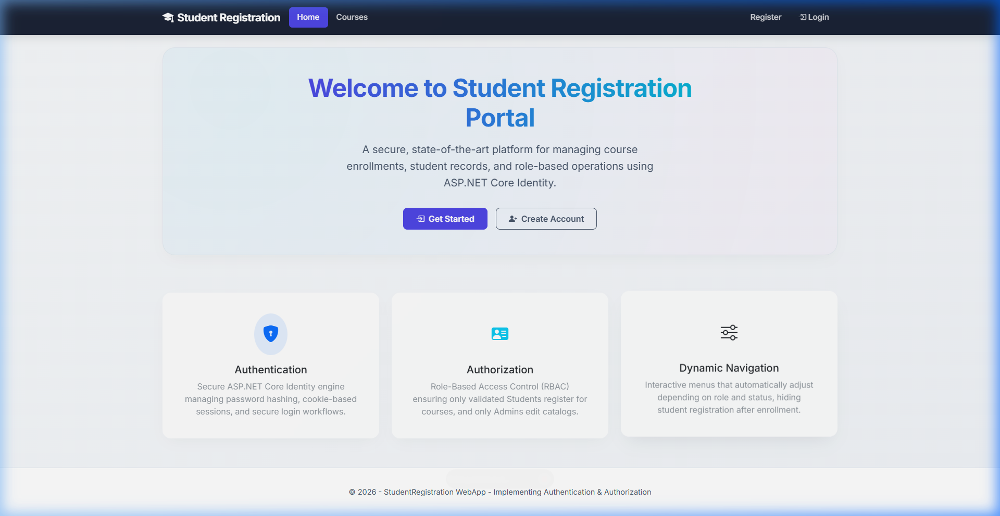 Student Registration
Home
Courses
Register
Login
Welcome to Student Registration
Portal
A secure, state-of-the-art platform for managing course
enrollments, student records, and role-based operations using
ASP.NET Core Identity.
Get Started
Create Account
Authentication
Secure ASP.NET Core Identity engine
managing password hashing, cookie-based
sessions, and secure login workflows.
Authorization
Role-Based Access Control (RBAC)
ensuring only validated Students register for
courses, and only Admins edit catalogs.
Dynamic Navigation
Interactive menus that automatically adjust
depending on role and status, hiding
student registration after enrollment.
© 2026 - StudentRegistration WebApp - Implementing Authentication & Authorization